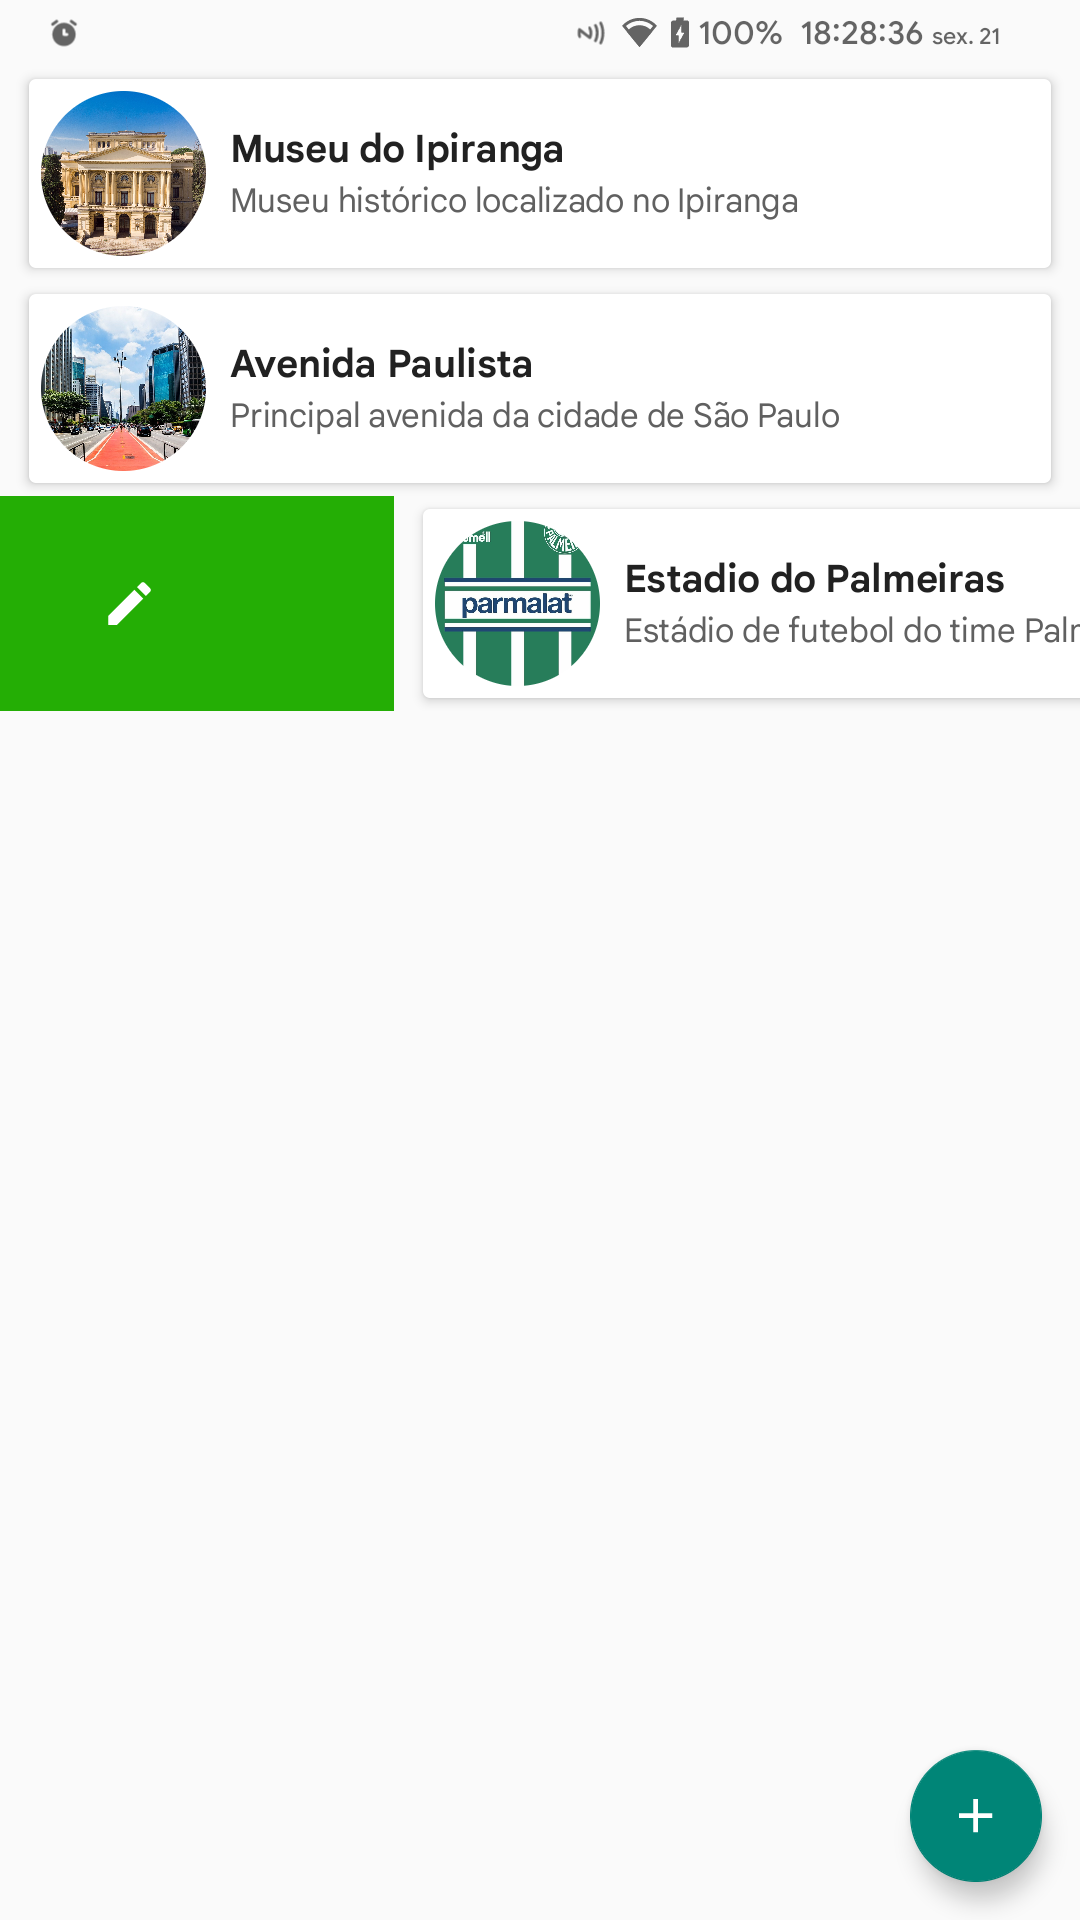 100% 18:28:36 sex. 21
Museu do Ipiranga
Museu histórico localizado no Ipiranga
Avenida Paulista
Principal avenida da cidade de São Paulo
parmalat
Estadio do Palmeiras
Estádio de futebol do time